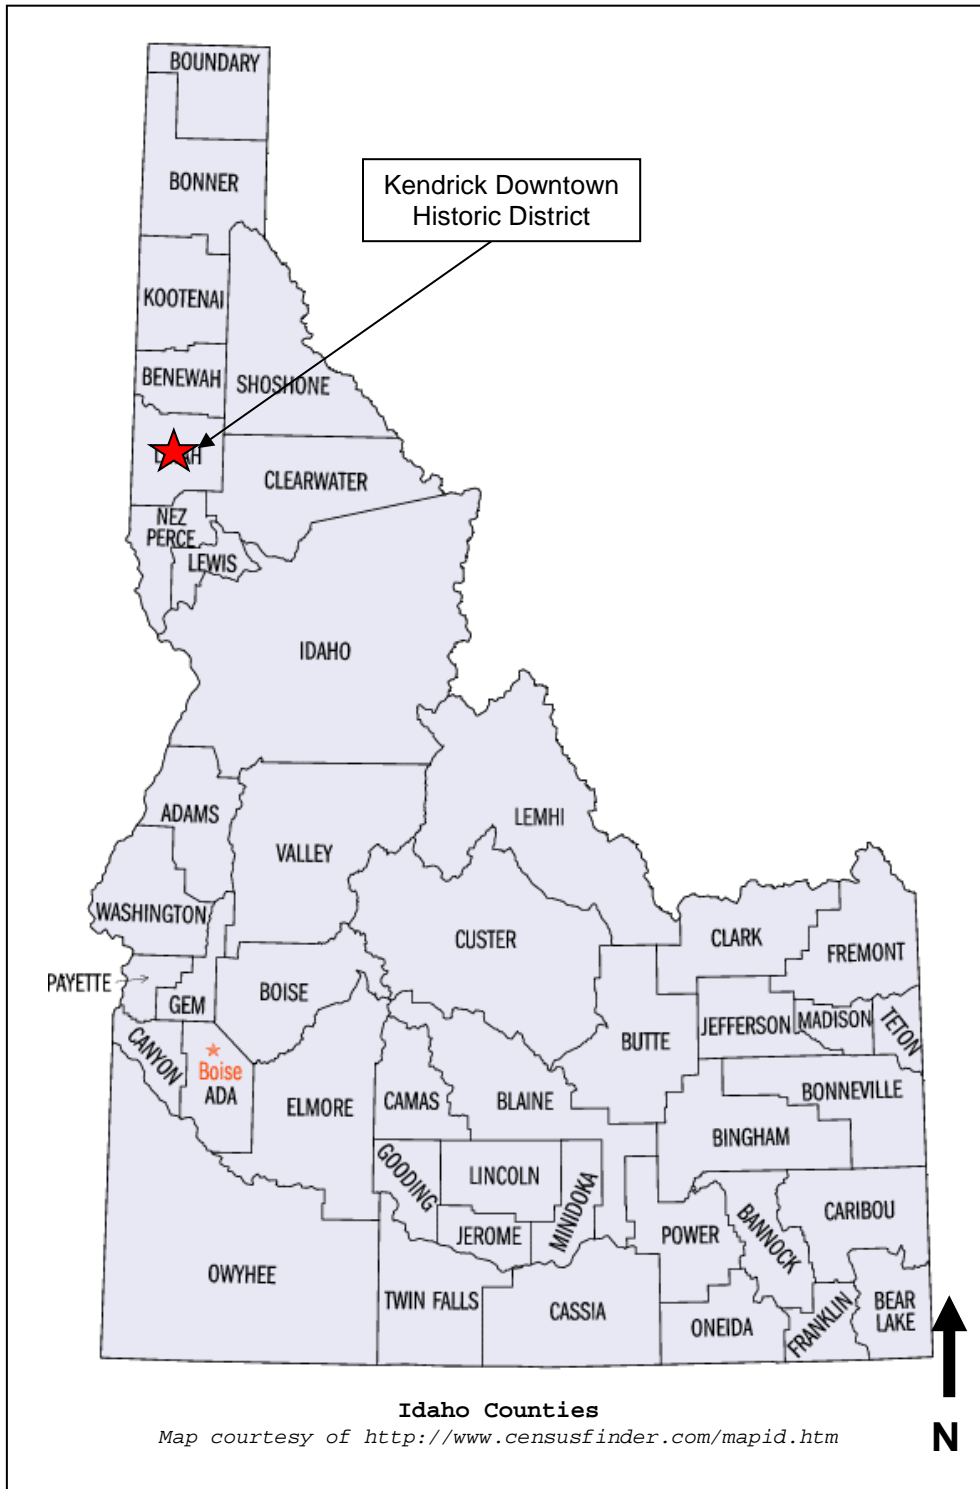 BOUNDARY
BONNER
Kendrick Downtown
Historic District
KOOTENAI
BENEWAH
SHOSHONE
CLEARWATER
NEZ
PERCE
LEWIS
IDAHO
ADAMS
VALLEY
LEMHI
WASHINGTON
CUSTER
CLARK
FREMONT
PAYETTE
GEM
BOISE
BUTTE
JEFFERSON
MADISON
TETON
CANYON
Boise
ADA
ELMORE
CAMAS
BLAINE
BONNEVILLE
BINGHAM
GOODING
LINCOLN
MINIDOKA
JEROME
POWER
BANNOCK
CARIBOU
OWYHEE
TWIN FALLS
CASSIA
ONEIDA
FRANKLIN
BEAR
LAKE
Idaho Counties
Map courtesy of http://www.censusfinder.com/mapid.htm
N